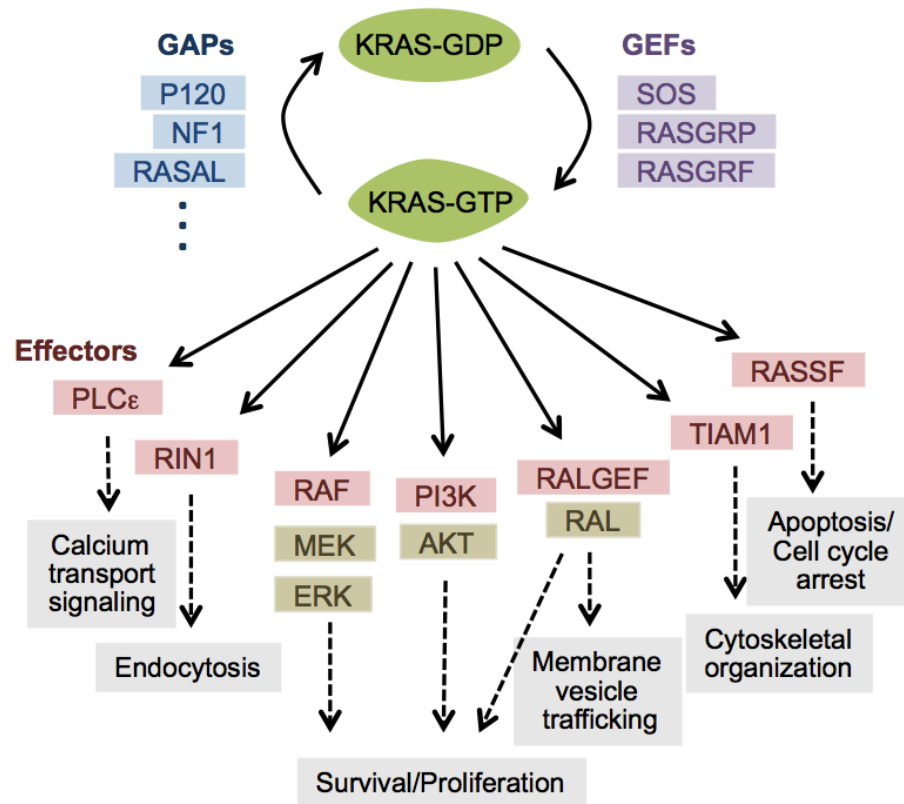 GAPs
KRAS-GDP
GEFs
P120
NF1
RASAL
SOS
RASGRP
RASGRF
KRAS-GTP
Effectors
PLCε
RIN1
RAF
MEK
ERK
PI3K
AKT
RALGEF
RAL
TIAM1
RASSF
Calcium
transport
signaling
Endocytosis
Survival/Proliferation
Membrane
vesicle
trafficking
Cytoskeletal
organization
Apoptosis/
Cell cycle
arrest